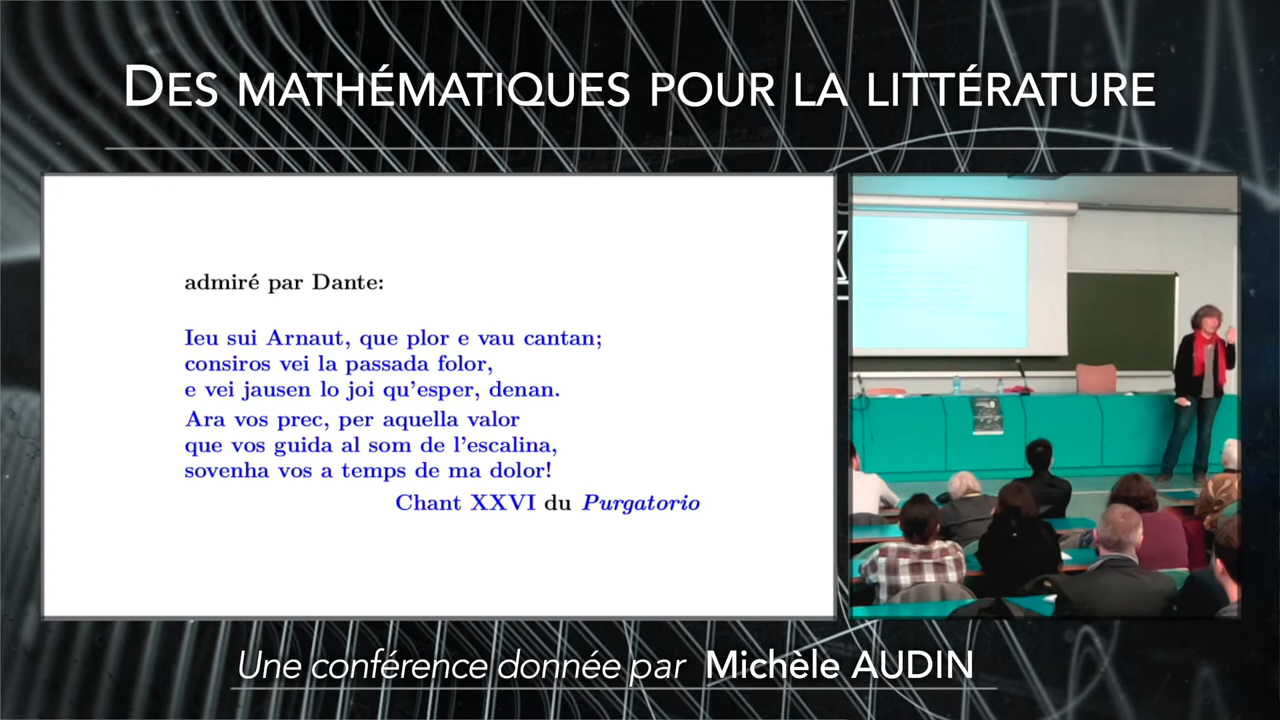 DES MATHÉMATIQUES POUR LA LITTÉRATURE
admiré par Dante:
Ieu sui Arnaut, que plor e vau cantan;
consiros vei la passada folor,
e vei jausen lo joi qu'esper, denan.
Ara vos prec, per aquella valor
que vos guida al som de l'escalina,
sovenha vos a temps de ma dolor!
Chant XXVI du Purgatorio
Une conférence donnée par Michèle AUDIN